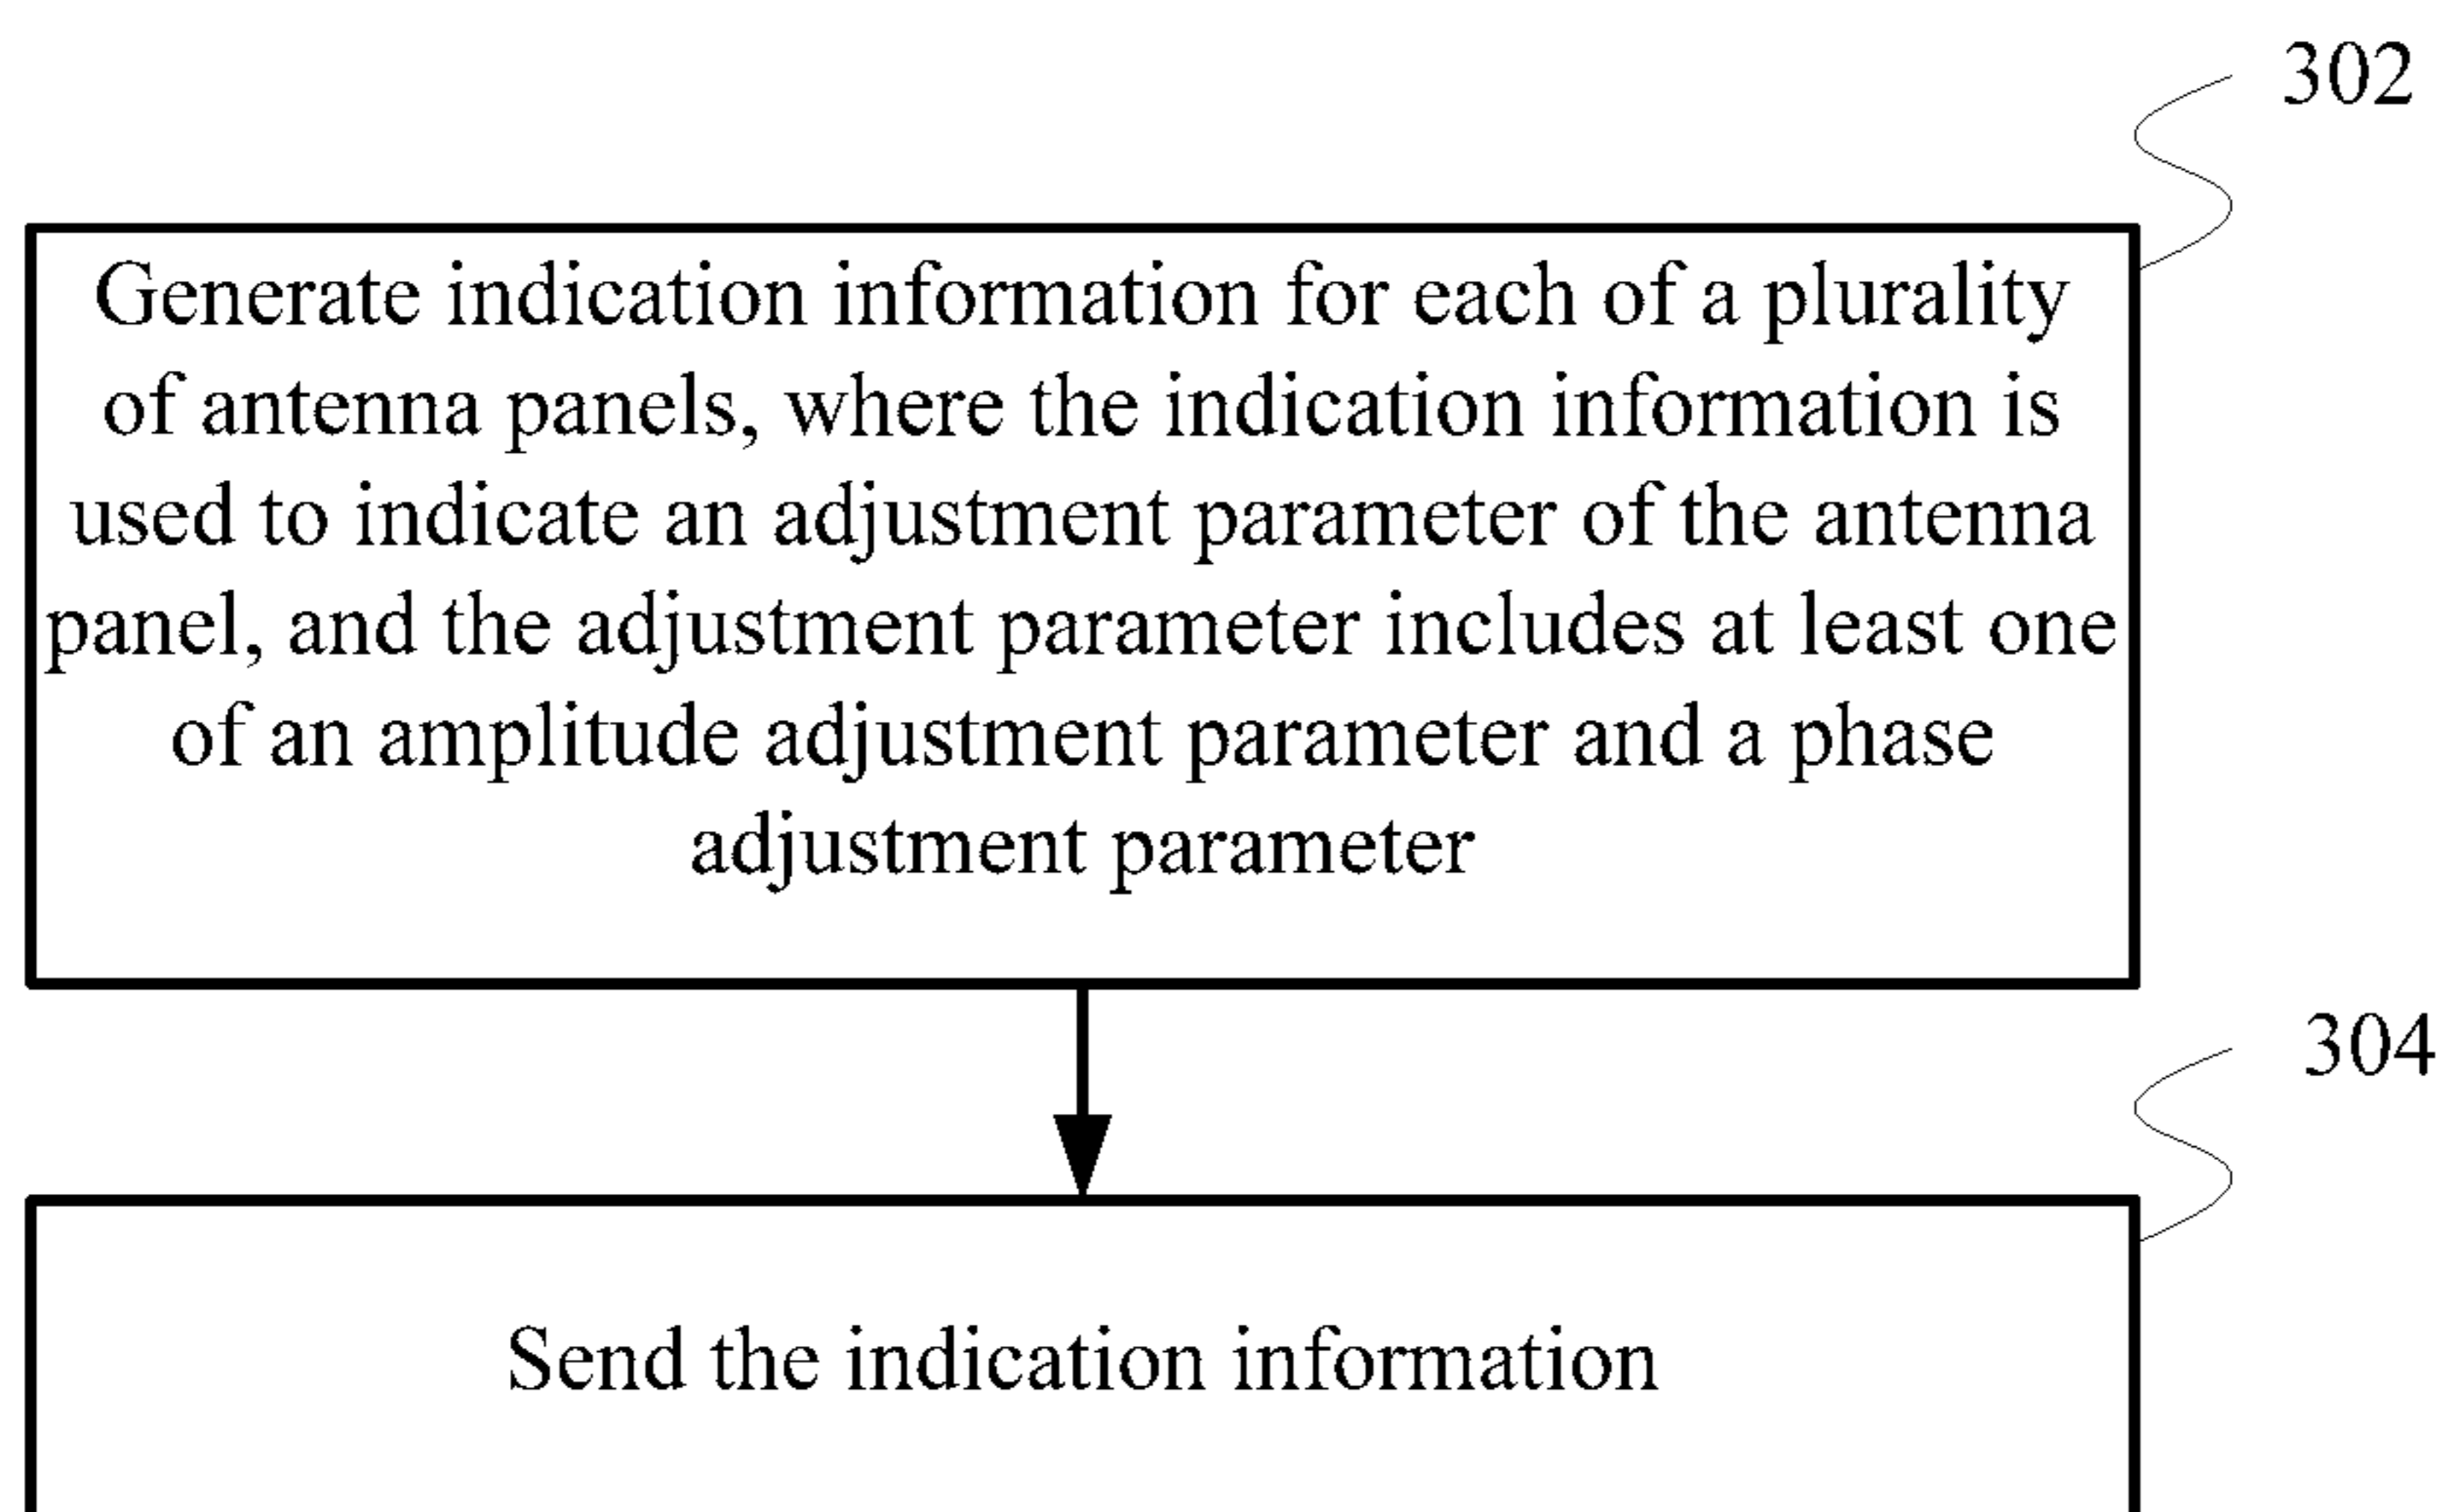 302
Generate indication information for each of a plurality
of antenna panels, where the indication information is
used to indicate an adjustment parameter of the antenna
panel, and the adjustment parameter includes at least one
of an amplitude adjustment parameter and a phase
adjustment parameter
304
Send the indication information